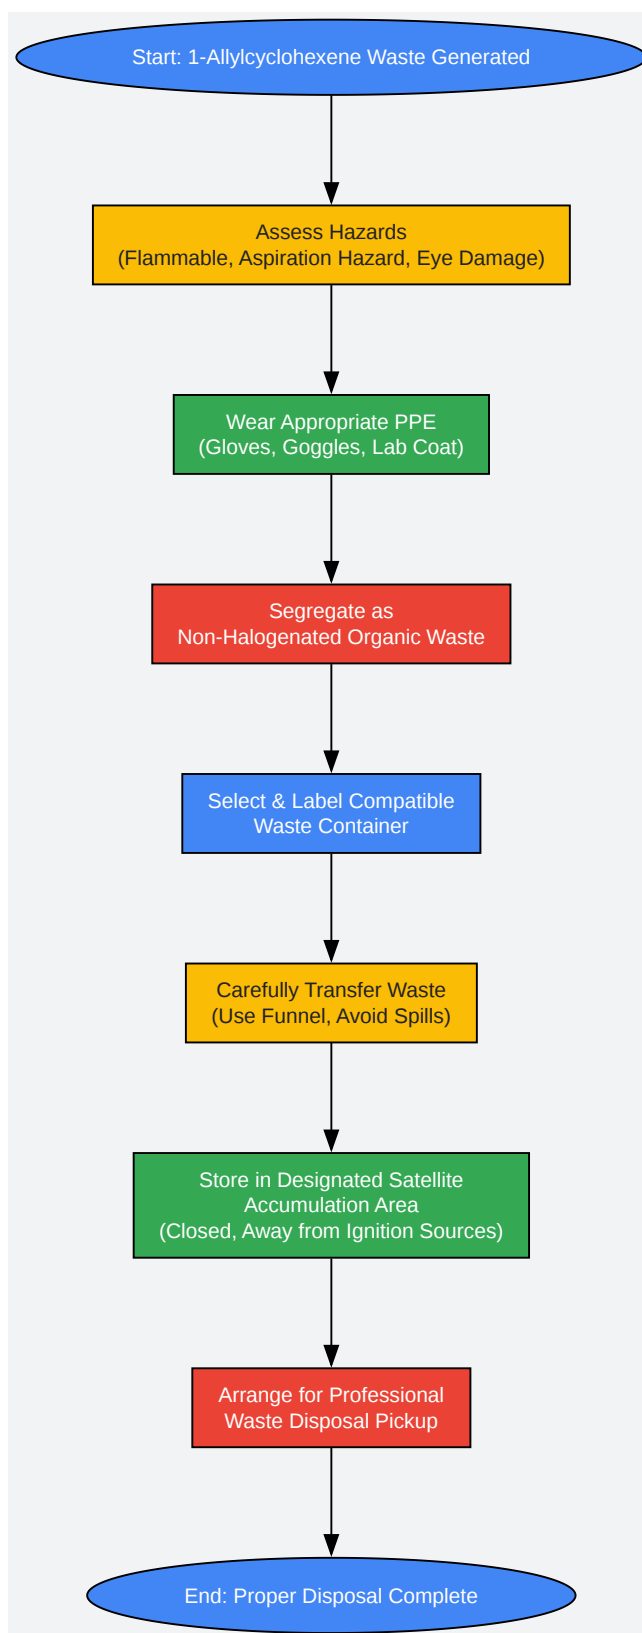 Start: 1-Allylcyclohexene Waste Generated
Assess Hazards
(Flammable, Aspiration Hazard, Eye Damage)
Wear Appropriate PPE
(Gloves, Goggles, Lab Coat)
Segregate as
Non-Halogenated Organic Waste
Select & Label Compatible
Waste Container
Carefully Transfer Waste
(Use Funnel, Avoid Spills)
Store in Designated Satellite
Accumulation Area
(Closed, Away from Ignition Sources)
Arrange for Professional
Waste Disposal Pickup
End: Proper Disposal Complete